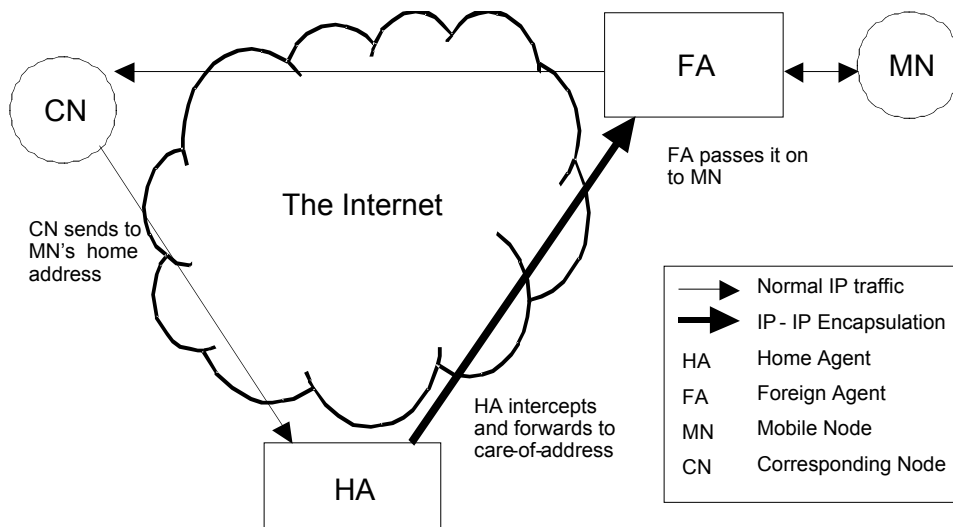 CN
FA
MN
FA passes it on
to MN
The Internet
CN sends to
MN's home
address
HA intercepts
and forwards to
care-of-address
HA
Normal IP traffic
IP - IP Encapsulation
HA Home Agent
FA Foreign Agent
MN Mobile Node
CN Corresponding Node